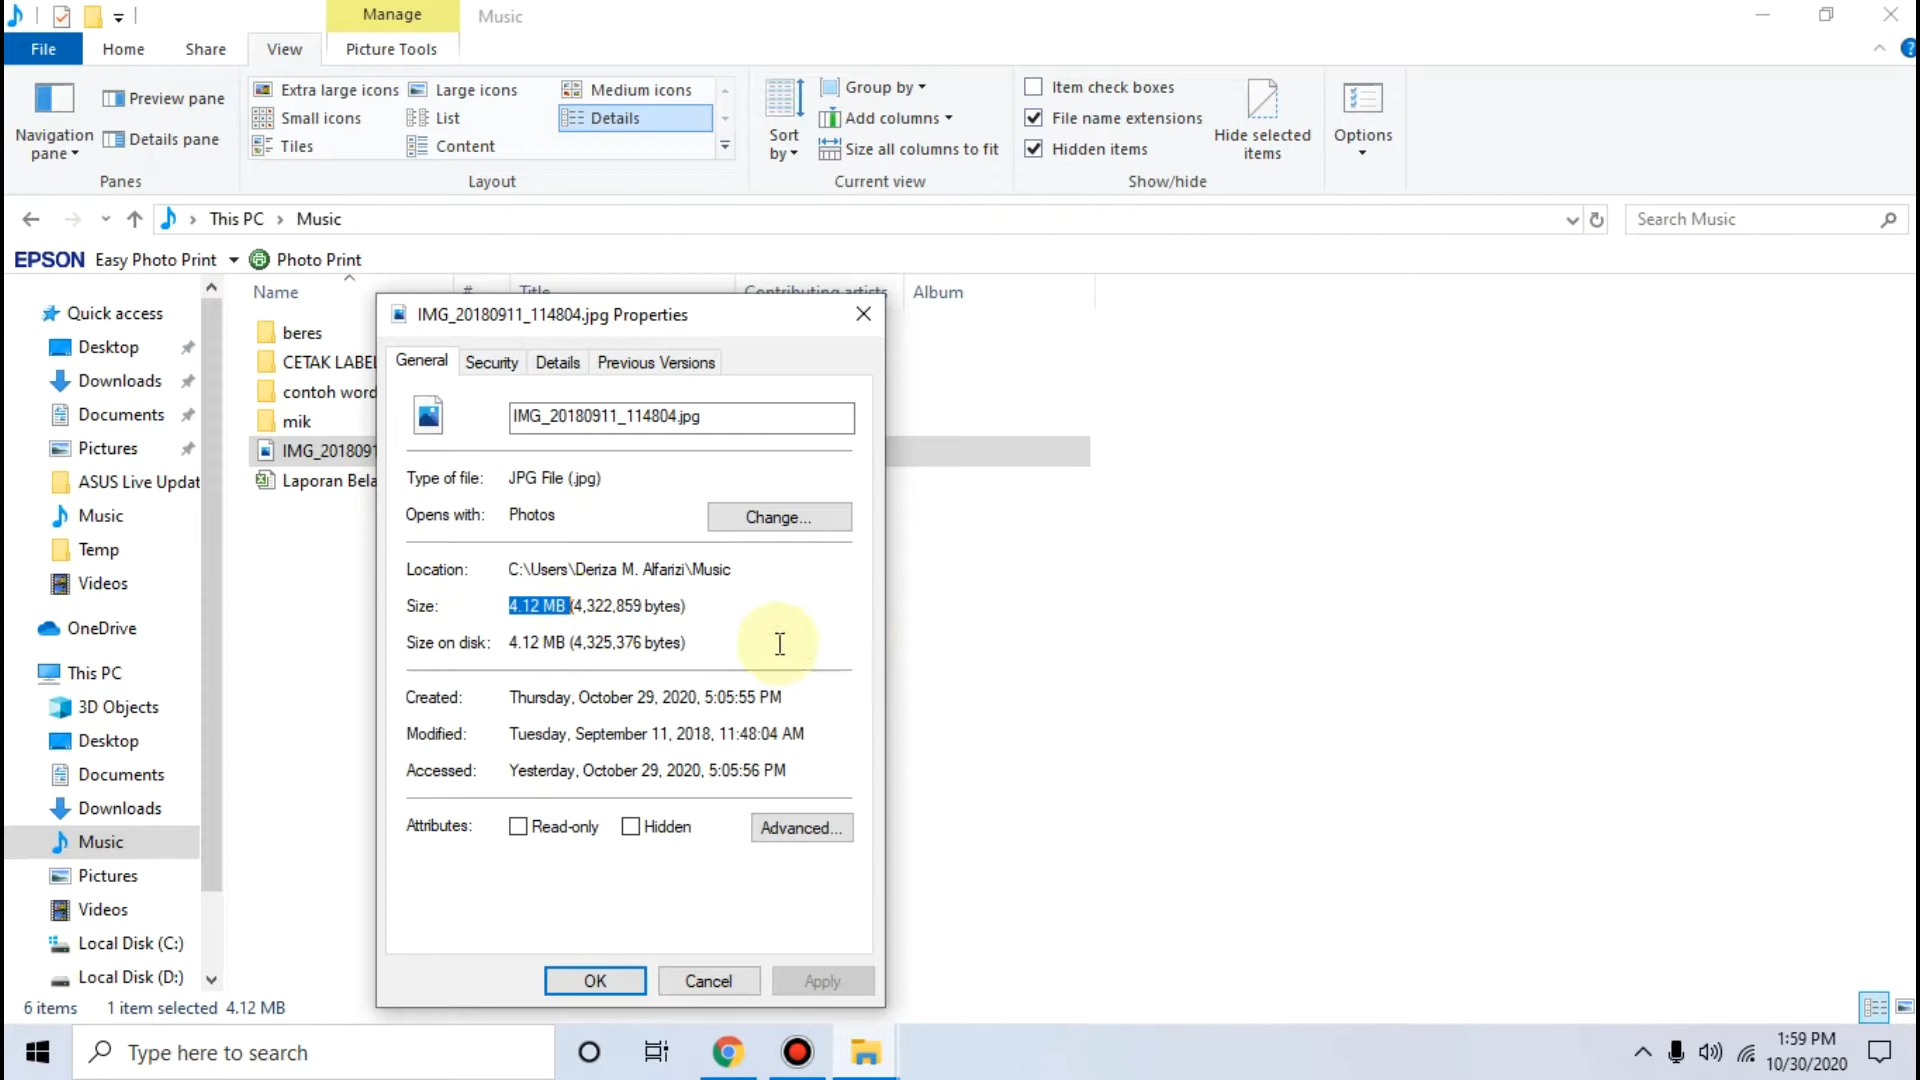 Manage
Music
File
Home
Share
View
Picture Tools
Navigation
pane
Preview pane
Details pane
Panes
Extra large icons
Large icons
Medium icons
Small icons
List
Details
Tiles
Content
Layout
Sort
by
Group by
Add columns
Size all columns to fit
Current view
Item check boxes
File name extensions
Hidden items
Hide selected
items
Show/hide
Options
This PC > Music
Search Music
EPSON Easy Photo Print
Photo Print
Quick access
Desktop
Downloads
Documents
Pictures
ASUS Live Updat
Music
Temp
Videos
OneDrive
This PC
3D Objects
Desktop
Documents
Downloads
Music
Pictures
Videos
Local Disk (C:)
Local Disk (D:)
Name
#
Title
Contributing artists
Album
beres
CETAK LABEL
contoh word
mik
IMG_2018091
Laporan Bela
IMG_20180911_114804.jpg Properties
General
Security
Details
Previous Versions
IMG_20180911_114804.jpg
Type of file: JPG File (.jpg)
Opens with: Photos
Change...
Location: C:\Users\Deriza M. Alfarizi\Music
Size: 4.12 MB (4,322,859 bytes)
Size on disk: 4.12 MB (4,325,376 bytes)
Created: Thursday, October 29, 2020, 5:05:55 PM
Modified: Tuesday, September 11, 2018, 11:48:04 AM
Accessed: Yesterday, October 29, 2020, 5:05:56 PM
Attributes: Read-only Hidden
Advanced...
OK
Cancel
Apply
6 items
1 item selected 4.12 MB
Type here to search
1:59 PM
10/30/2020